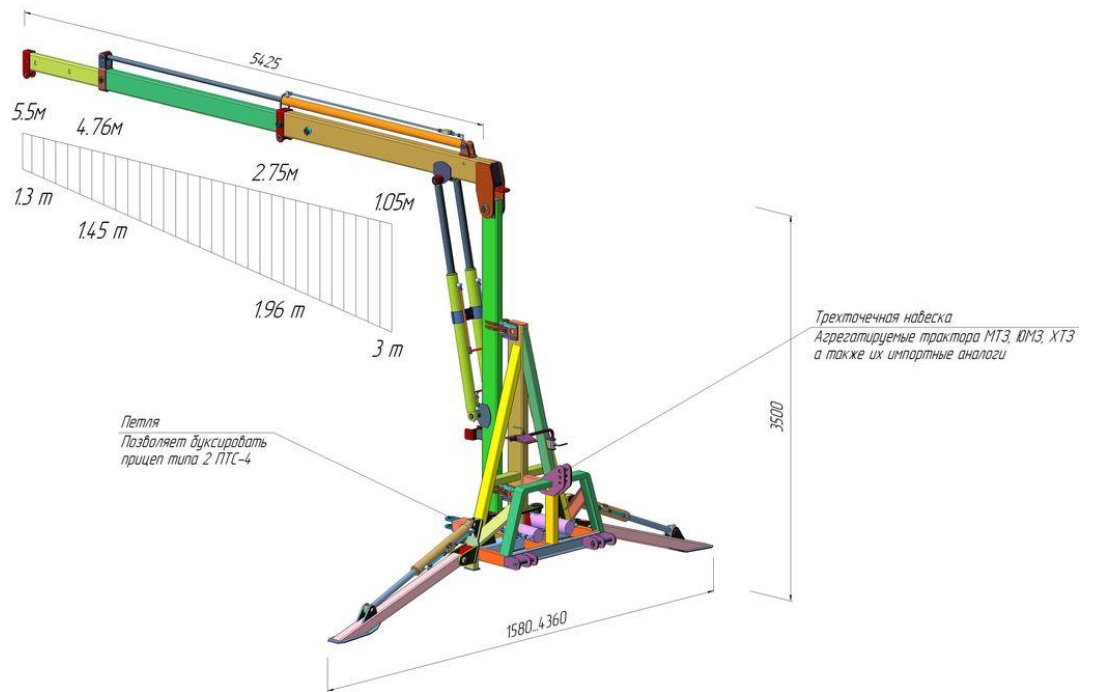 5425
5.5м
4.76м
2.75м
1.05м
1.3 т
1.45 т
1.96 т
3 т
Трехточечная навеска
Агрегатируемые трактора МТЗ, ЮМЗ, ХТЗ
а также их импортные аналоги
3500
Петля
Позволяет буксировать
прицеп типа 2 ПТС-4
1580...4360